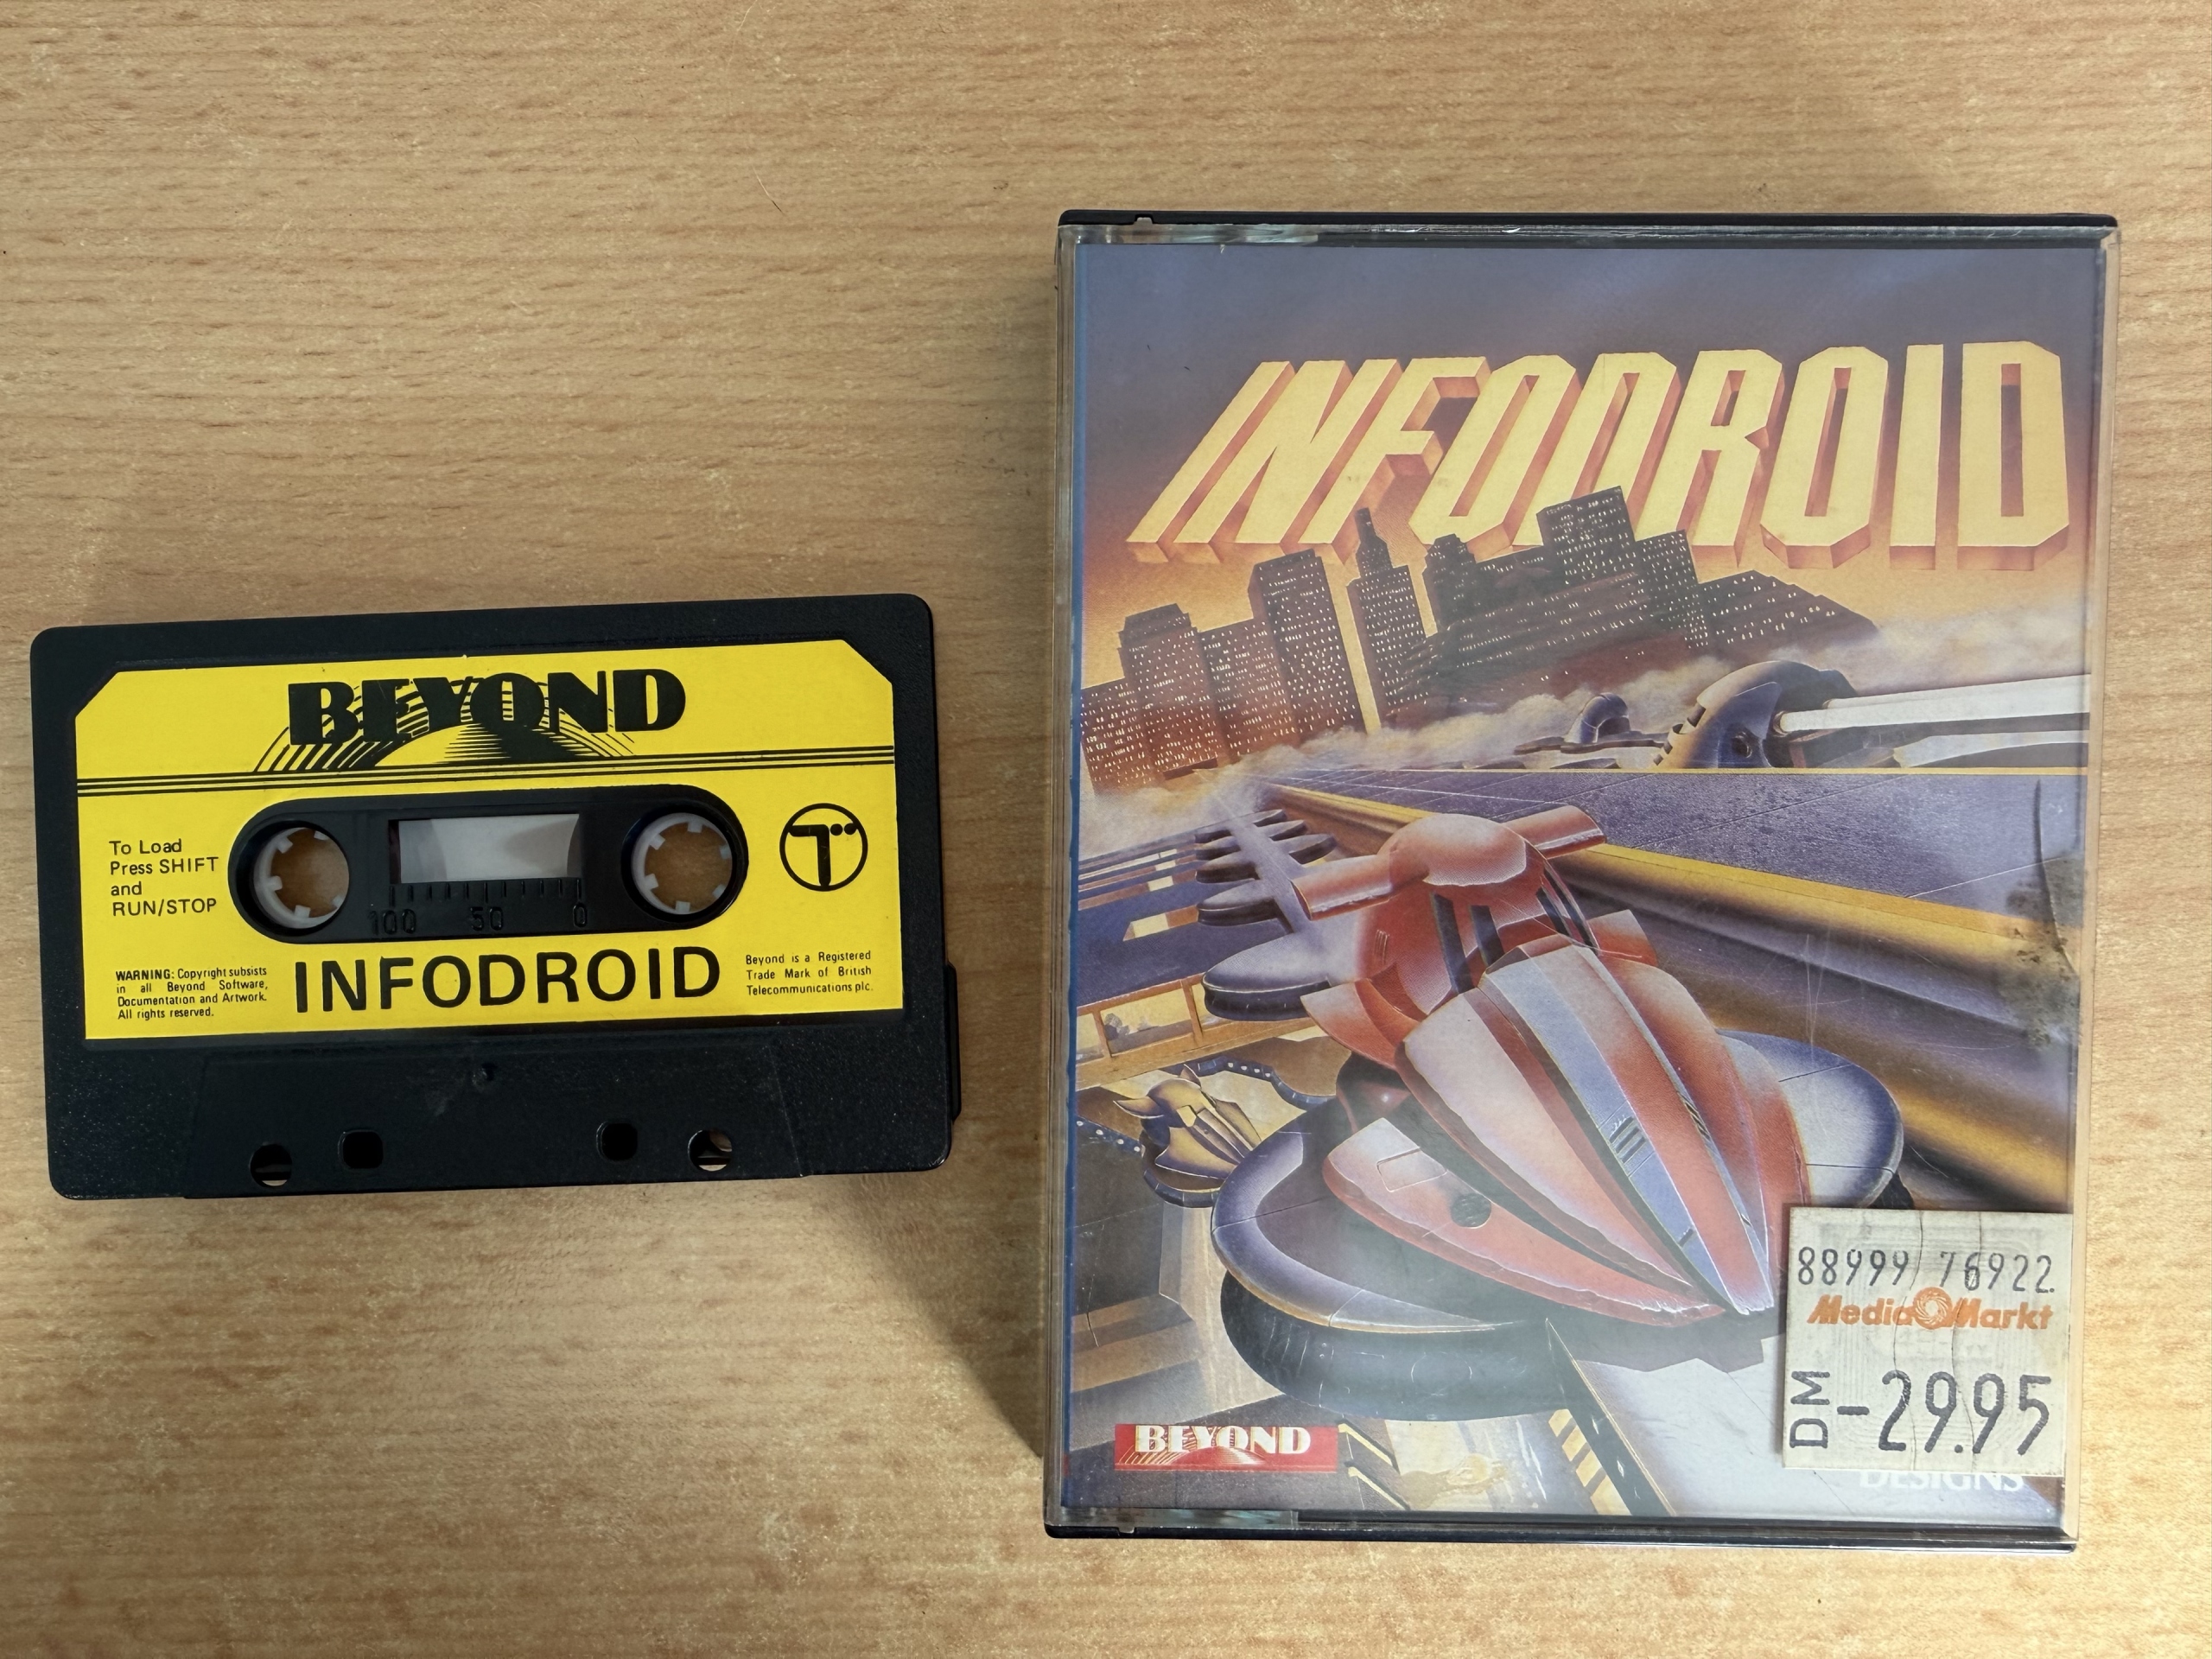 BEYOND
To Load
Press SHIFT
and
RUN/STOP
100 50 0
WARNING: Copyright subsists
in all Beyond Software,
Documentation and Artwork.
All rights reserved.
INFODROID
Beyond is a Registered
Trade Mark of British
Telecommunications plc.
INFODROID
88999 76922
Media Markt
DM -29.95
BEYOND
DESIGNS